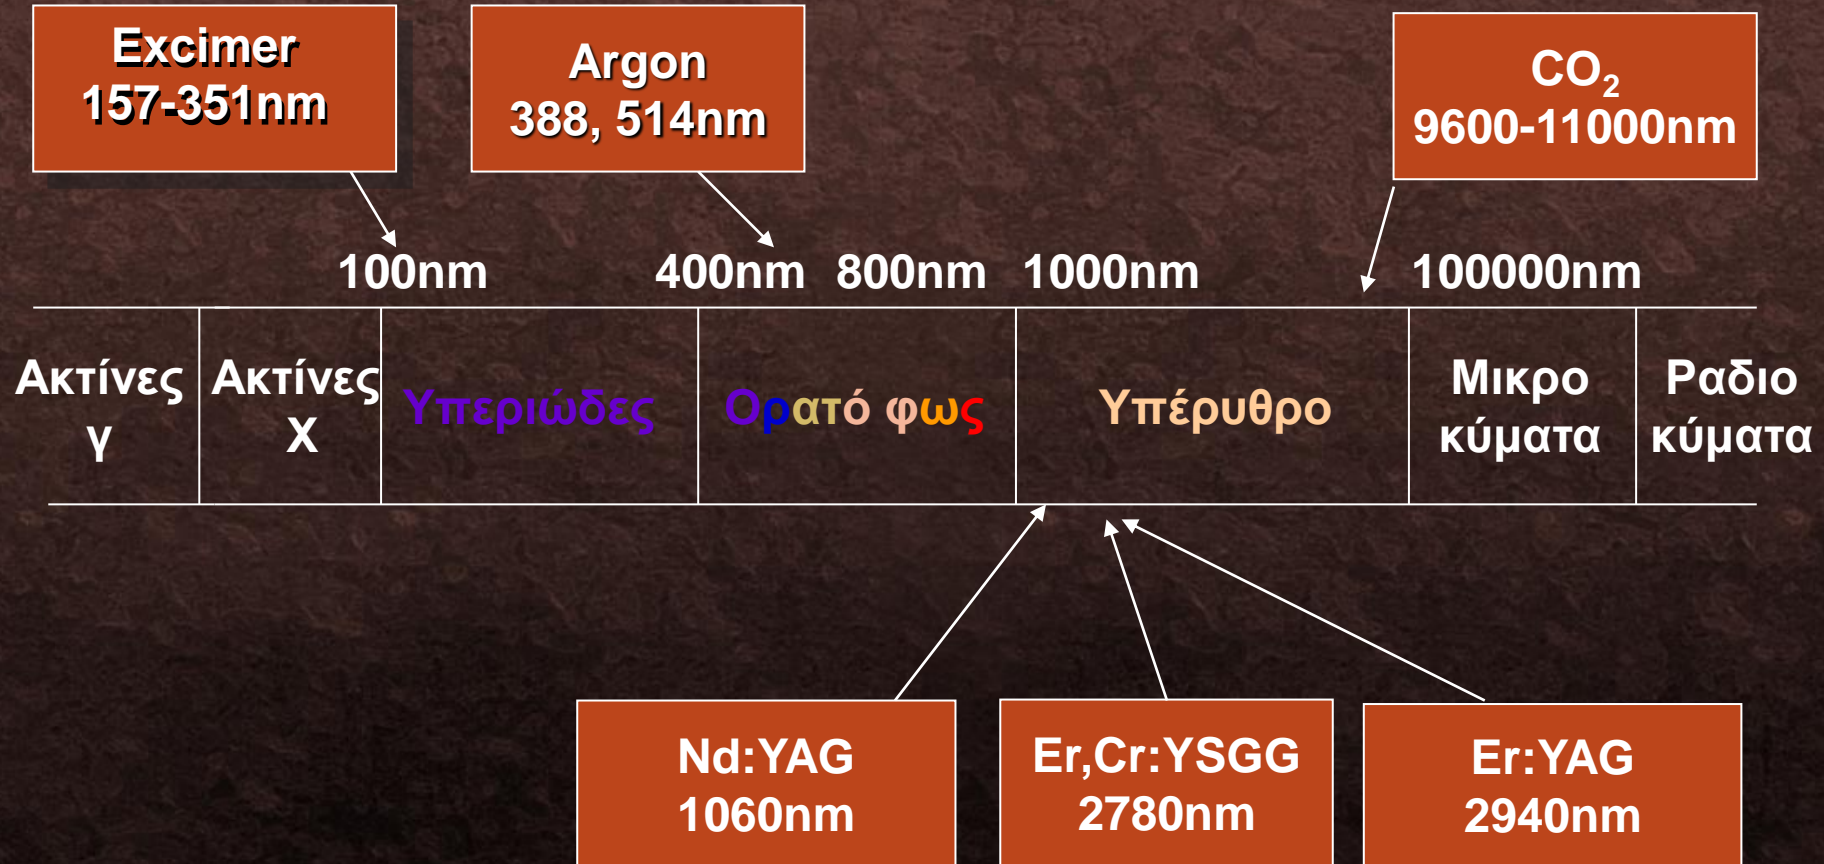 Excimer
157-351nm
Argon
388, 514nm
CO₂
9600-11000nm
100nm 400nm 800nm 1000nm 100000nm
Ακτίνες
γ
Ακτίνες
Χ
Υπεριώδες
Ορατό φως
Υπέρυθρο
Μικρο
κύματα
Ραδιο
κύματα
Nd:YAG
1060nm
Er,Cr:YSGG
2780nm
Er:YAG
2940nm